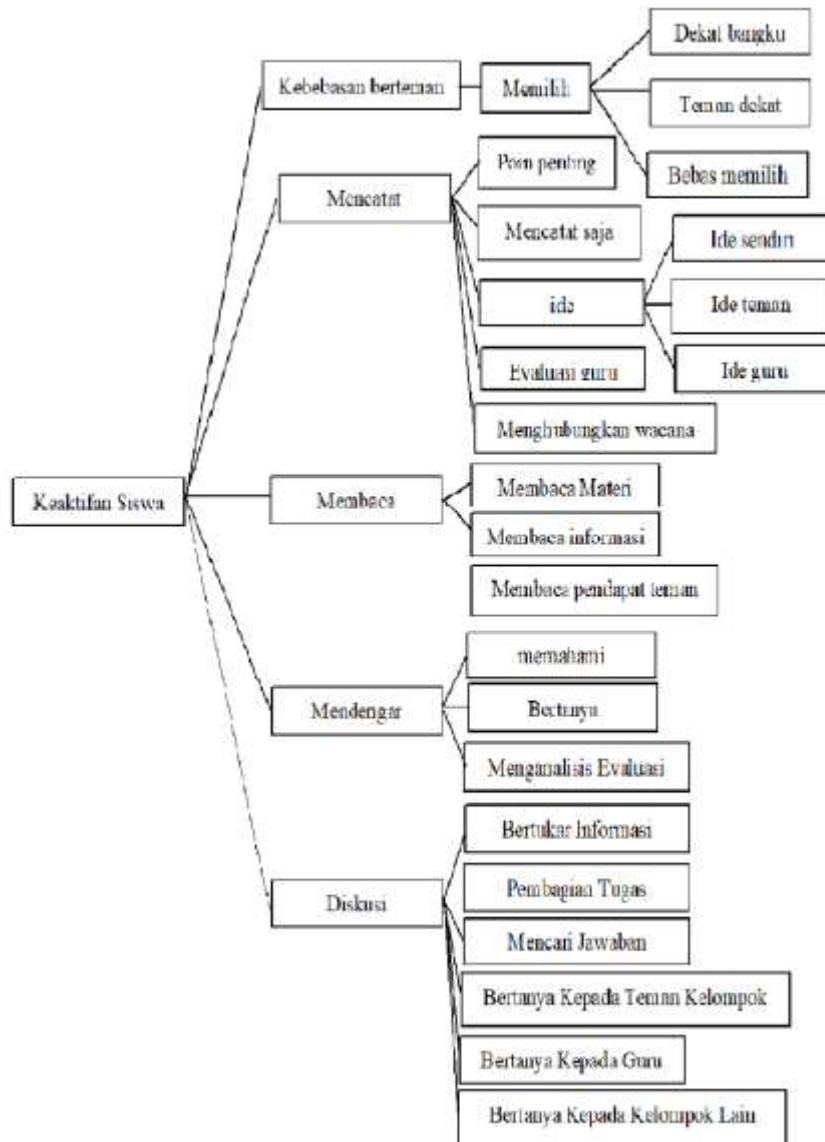 Keaktifan Siswa
Kebebasan berteman
Memilih
Dekat bangku
Teman dekat
Bebas memilih
Mencatat
Poin penting
Mencatat saja
ide
Ide sendiri
Ide teman
Ide guru
Evaluasi guru
Menghubungkan wacana
Membaca
Membaca Materi
Membaca informasi
Membaca pendapat teman
Mendengar
memahami
Bertanya
Menganalisis Evaluasi
Diskusi
Bertukar Informasi
Pembagian Tugas
Mencari Jawaban
Bertanya Kepada Teman Kelompok
Bertanya Kepada Guru
Bertanya Kepada Kelompok Lain